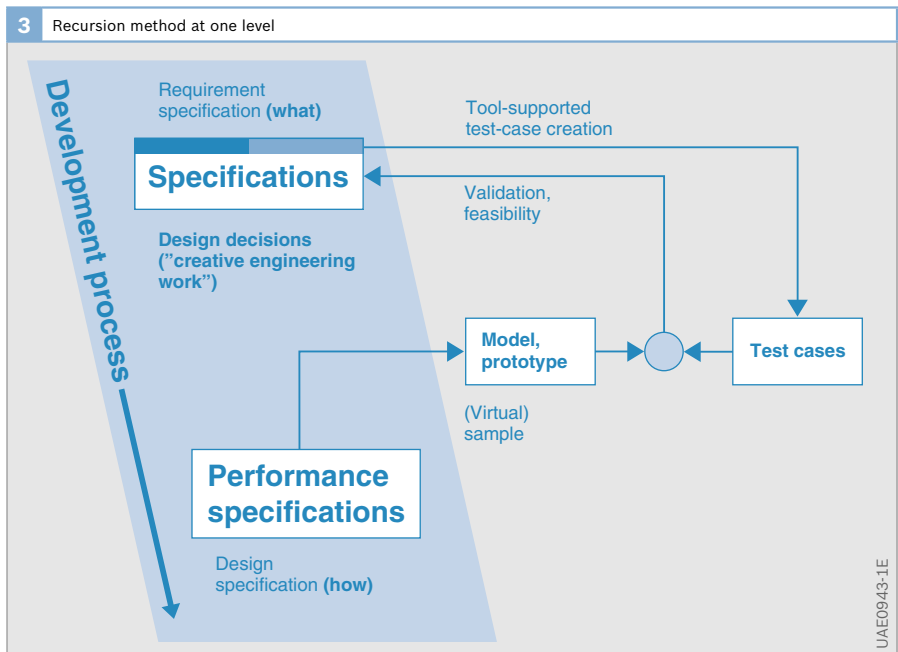 3 Recursion method at one level
Development process
Requirement
specification (what)
Specifications
Design decisions
(”creative engineering
work”)
Tool-supported
test-case creation
Validation,
feasibility
Model,
prototype
Test cases
(Virtual)
sample
Performance
specifications
Design
specification (how)
UAE0943-1E